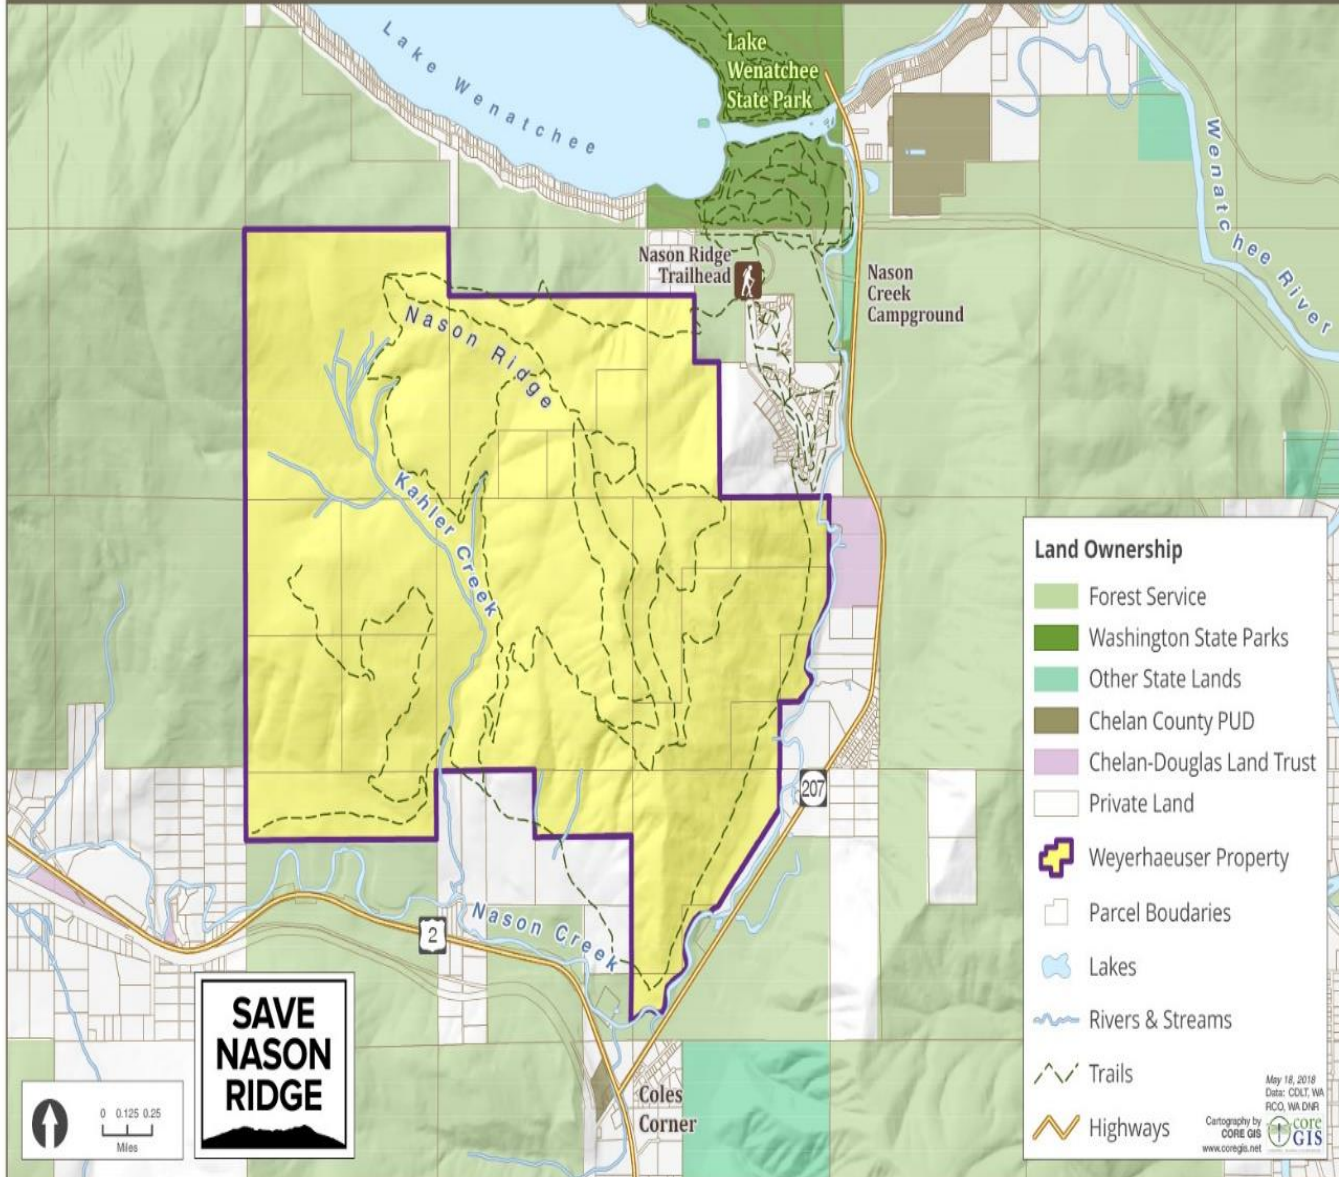 Lake Wenatchee
Lake
Wenatchee
State Park
Wenatchee River
Nason Ridge
Trailhead
Nason
Creek
Campground
Nason Ridge
Kahler Creek
207
2
Nason Creek
Coles
Corner
SAVE
NASON
RIDGE
0 0.125 0.25
Miles
Land Ownership
Forest Service
Washington State Parks
Other State Lands
Chelan County PUD
Chelan-Douglas Land Trust
Private Land
Weyerhaeuser Property
Parcel Boudaries
Lakes
Rivers & Streams
Trails
Highways
May 18, 2018
Data: CDLT, WA
RCO, WA DNR
Cartography by
CORE GIS
www.coregis.net
core
GIS